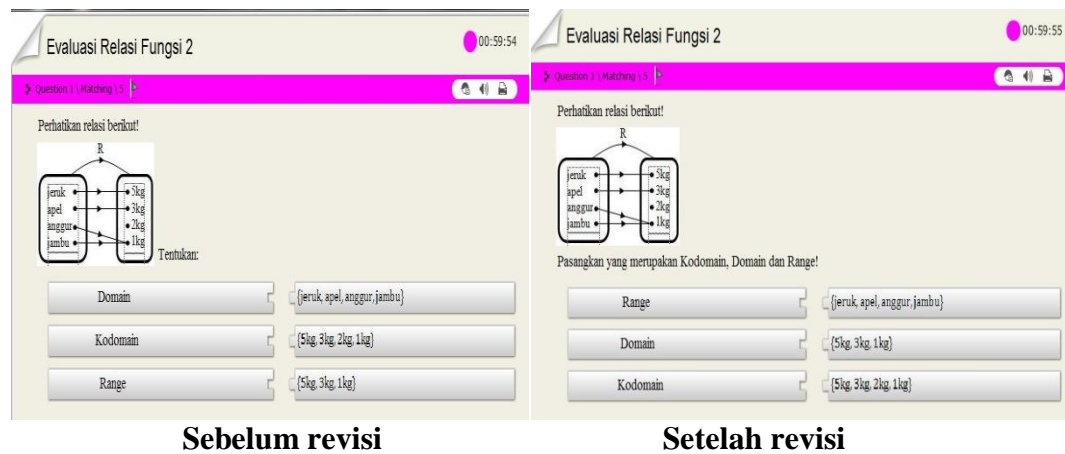 Evaluasi Relasi Fungsi 2
00:59:54
Question 1 \ Matching \ 5
Perhatikan relasi berikut!
R
jeruk 5kg
apel 3kg
anggur 2kg
jambu 1kg
Tentukan:
Domain {jeruk, apel, anggur, jambu}
Kodomain {5kg, 3kg, 2kg, 1kg}
Range {5kg, 3kg, 1kg}
Sebelum revisi
Evaluasi Relasi Fungsi 2
00:59:55
Question 1 \ Matching \ 5
Perhatikan relasi berikut!
R
jeruk 5kg
apel 3kg
anggur 2kg
jambu 1kg
Pasangkan yang merupakan Kodomain, Domain dan Range!
Range {jeruk, apel, anggur, jambu}
Domain {5kg, 3kg, 1kg}
Kodomain {5kg, 3kg, 2kg, 1kg}
Setelah revisi